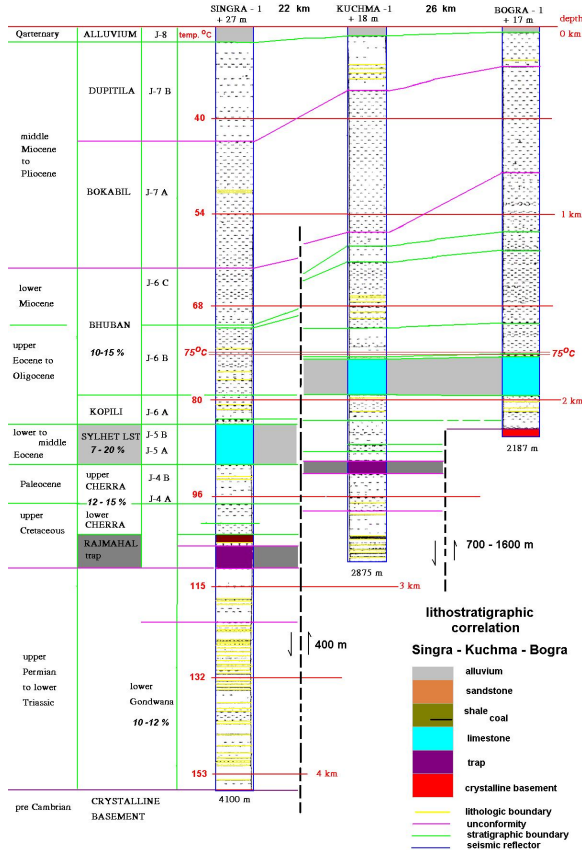 SINGRA - 1 22 km KUCHMA -1 26 km BOGRA - 1
+ 27 m + 18 m + 17 m depth
Qarternary ALLUVIUM J-8 temp. °C 0 km
DUPITILA J-7 B
40
middle
Miocene
to
Pliocene
BOKABIL J-7 A
54 1 km
lower
Miocene
J-6 C
68
BHUBAN
upper
Eocene to
Oligocene
10-15 % J-6 B
75°C 75°C
80 2 km
KOPILI J-6 A
lower to
middle
Eocene
SYLHET LST J-5 B
7 - 20 % J-5 A
2187 m
Paleocene
upper
CHERRA
J-4 B
12 - 15 % J-4 A
96
upper
Cretaceous
lower
CHERRA
RAJMAHAL
trap
700 - 1600 m
2875 m
115 3 km
upper
Permian
to lower
Triassic
lower
Gondwana
10 -12 %
400 m
132
153 4 km
4100 m
pre Cambrian CRYSTALLINE
BASEMENT
lithostratigraphic
correlation
Singra - Kuchma - Bogra
alluvium
sandstone
shale
coal
limestone
trap
crystalline basement
lithologic boundary
unconformity
stratigraphic boundary
seismic reflector